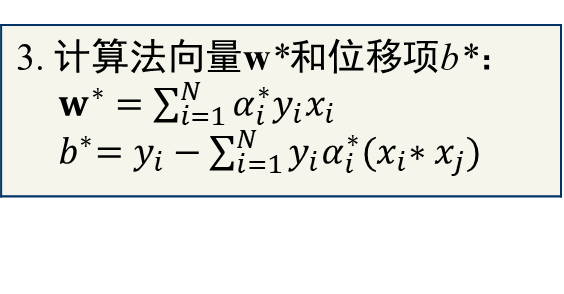 3. 计算法向量w*和位移项b*：
w* = ∑_{i=1}^{N} α_i^* y_i x_i
b* = y_i − ∑_{i=1}^{N} y_i α_i^* (x_i * x_j)